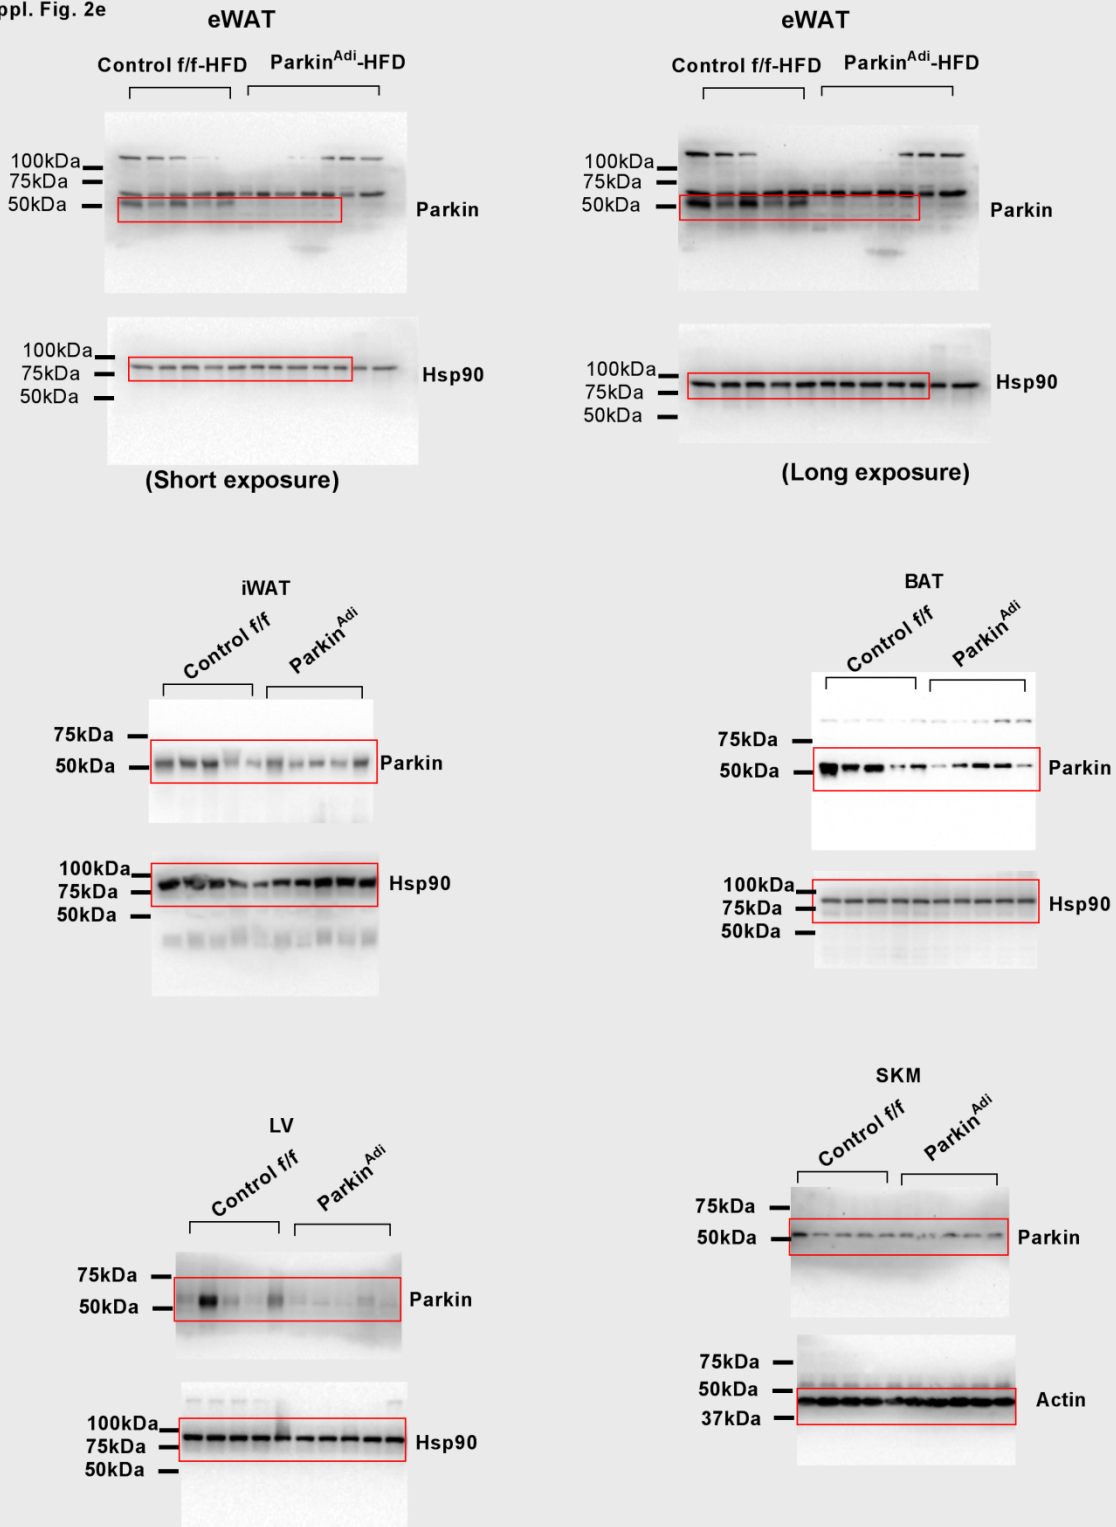 ppl. Fig. 2e
eWAT
Control f/f-HFD ParkinAdi-HFD
100kDa
75kDa
50kDa
Parkin
100kDa
75kDa
50kDa
Hsp90
(Short exposure)
eWAT
Control f/f-HFD ParkinAdi-HFD
100kDa
75kDa
50kDa
Parkin
100kDa
75kDa
50kDa
Hsp90
(Long exposure)
iWAT
Control f/f ParkinAdi
75kDa
50kDa
Parkin
100kDa
75kDa
50kDa
Hsp90
BAT
Control f/f ParkinAdi
75kDa
50kDa
Parkin
100kDa
75kDa
50kDa
Hsp90
LV
Control f/f ParkinAdi
75kDa
50kDa
Parkin
100kDa
75kDa
50kDa
Hsp90
SKM
Control f/f ParkinAdi
75kDa
50kDa
Parkin
75kDa
50kDa
37kDa
Actin